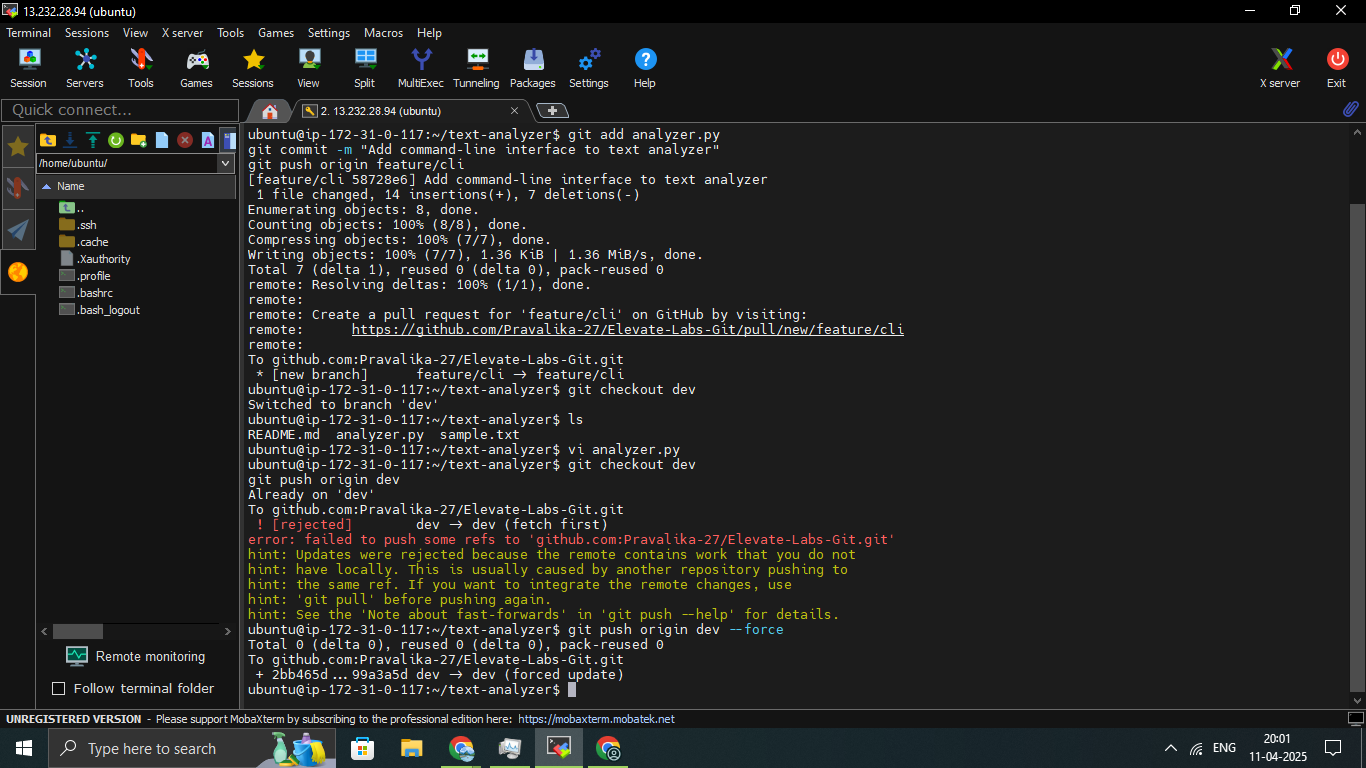 13.232.28.94 (ubuntu)
Terminal Sessions View X server Tools Games Settings Macros Help
Session Servers Tools Games Sessions View Split MultiExec Tunneling Packages Settings Help X server Exit
Quick connect...
2. 13.232.28.94 (ubuntu)
/home/ubuntu/
Name
..
.ssh
.cache
.Xauthority
.profile
.bashrc
.bash_logout
Remote monitoring
Follow terminal folder
ubuntu@ip-172-31-0-117:~/text-analyzer$ git add analyzer.py
git commit -m "Add command-line interface to text analyzer"
git push origin feature/cli
[feature/cli 58728e6] Add command-line interface to text analyzer
1 file changed, 14 insertions(+), 7 deletions(-)
Enumerating objects: 8, done.
Counting objects: 100% (8/8), done.
Compressing objects: 100% (7/7), done.
Writing objects: 100% (7/7), 1.36 KiB | 1.36 MiB/s, done.
Total 7 (delta 1), reused 0 (delta 0), pack-reused 0
remote: Resolving deltas: 100% (1/1), done.
remote:
remote: Create a pull request for 'feature/cli' on GitHub by visiting:
remote:      https://github.com/Pravalika-27/Elevate-Labs-Git/pull/new/feature/cli
remote:
To github.com:Pravalika-27/Elevate-Labs-Git.git
* [new branch]      feature/cli -> feature/cli
ubuntu@ip-172-31-0-117:~/text-analyzer$ git checkout dev
Switched to branch 'dev'
ubuntu@ip-172-31-0-117:~/text-analyzer$ ls
README.md  analyzer.py  sample.txt
ubuntu@ip-172-31-0-117:~/text-analyzer$ vi analyzer.py
ubuntu@ip-172-31-0-117:~/text-analyzer$ git checkout dev
git push origin dev
Already on 'dev'
To github.com:Pravalika-27/Elevate-Labs-Git.git
! [rejected]        dev -> dev (fetch first)
error: failed to push some refs to 'github.com:Pravalika-27/Elevate-Labs-Git.git'
hint: Updates were rejected because the remote contains work that you do not
hint: have locally. This is usually caused by another repository pushing to
hint: the same ref. If you want to integrate the remote changes, use
hint: 'git pull' before pushing again.
hint: See the 'Note about fast-forwards' in 'git push --help' for details.
ubuntu@ip-172-31-0-117:~/text-analyzer$ git push origin dev --force
Total 0 (delta 0), reused 0 (delta 0), pack-reused 0
To github.com:Pravalika-27/Elevate-Labs-Git.git
+ 2bb465d...99a3a5d dev -> dev (forced update)
ubuntu@ip-172-31-0-117:~/text-analyzer$
UNREGISTERED VERSION - Please support MobaXterm by subscribing to the professional edition here: https://mobaxterm.mobatek.net
Type here to search
ENG
20:01
11-04-2025